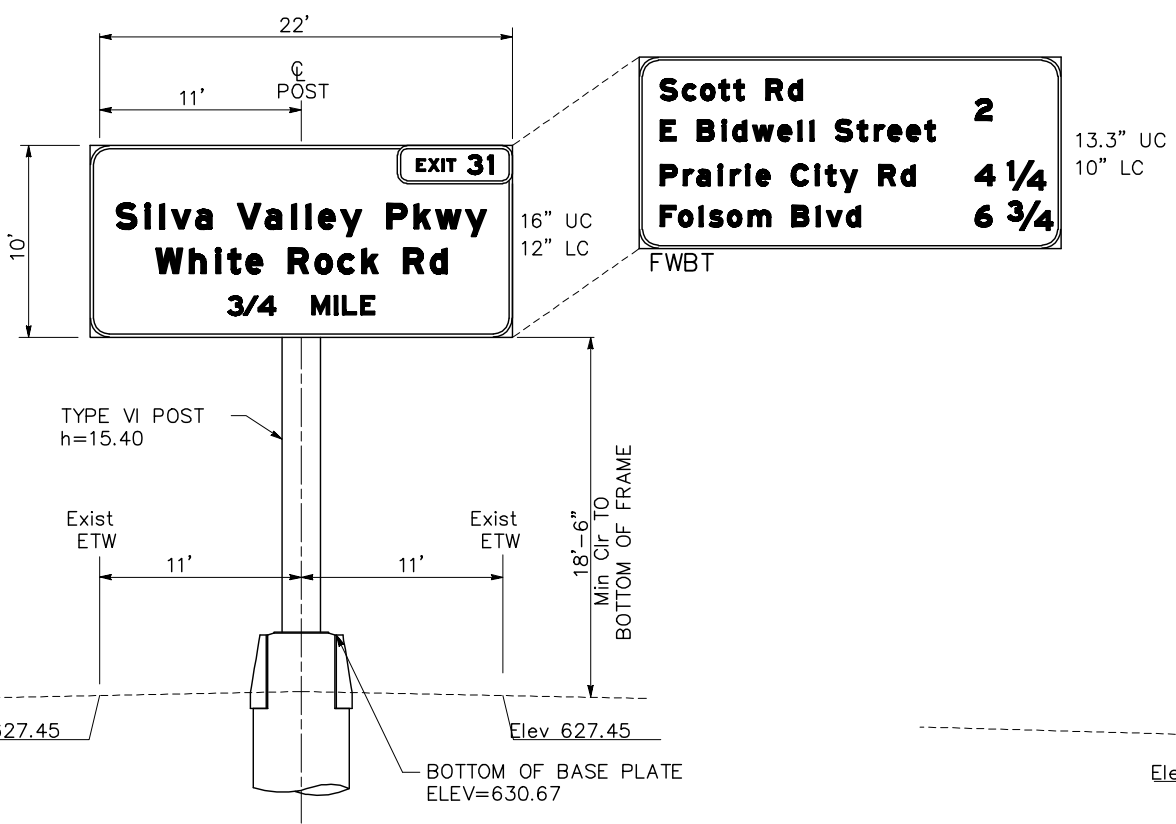 22'
℄
POST
11'
EXIT 31
Silva Valley Pkwy
White Rock Rd
3/4 MILE
10'
16" UC
12" LC
Scott Rd
E Bidwell Street
2
Prairie City Rd 4 1/4
Folsom Blvd 6 3/4
13.3" UC
10" LC
FWBT
TYPE VI POST
h=15.40
Exist
ETW
Exist
ETW
11'
11'
18'-6"
Min Clr TO
BOTTOM OF FRAME
627.45
Elev 627.45
BOTTOM OF BASE PLATE
ELEV=630.67
Ele